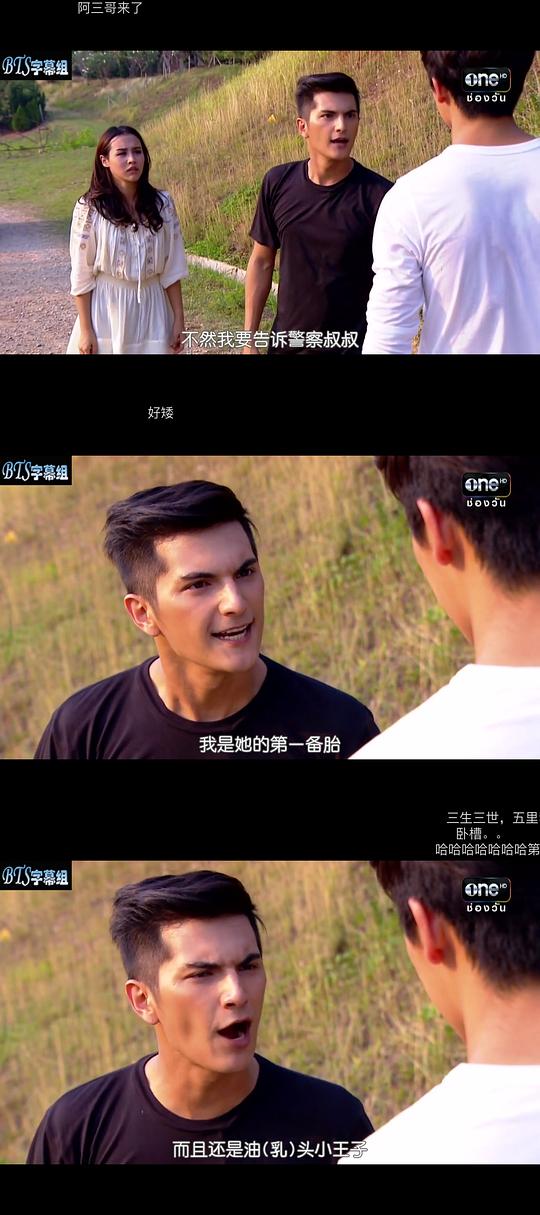 阿三哥来了
BTS字幕组
one HD
ช่องวัน
不然我要告诉警察叔叔
好矮
BTS字幕组
one HD
ช่องวัน
我是她的第一备胎
三生三世，五里
卧槽。。
哈哈哈哈哈哈哈第
BTS字幕组
one HD
ช่องวัน
而且还是油(乳)头小王子